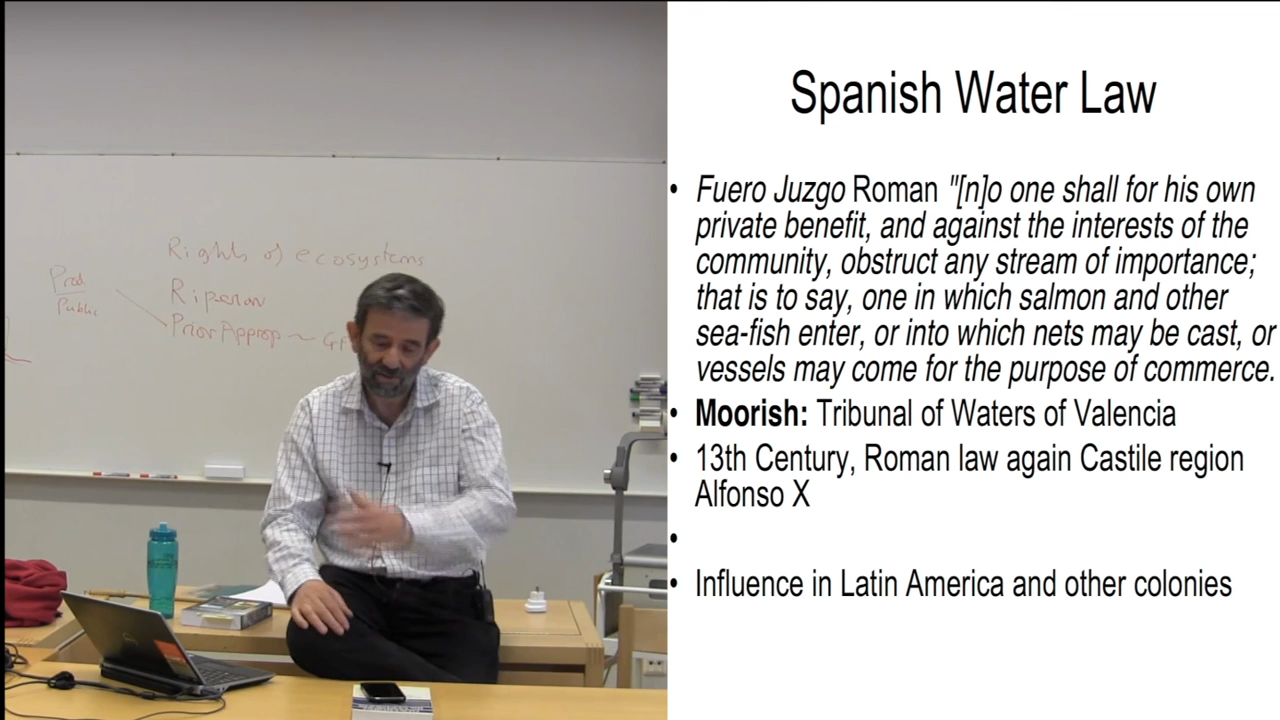 Rights of ecosystems
Prod
Public
Riperan
Prior Approp ~ GF
Spanish Water Law
• Fuero Juzgo Roman "[n]o one shall for his own
private benefit, and against the interests of the
community, obstruct any stream of importance;
that is to say, one in which salmon and other
sea-fish enter, or into which nets may be cast, or
vessels may come for the purpose of commerce.
• Moorish: Tribunal of Waters of Valencia
• 13th Century, Roman law again Castile region
Alfonso X
•
• Influence in Latin America and other colonies